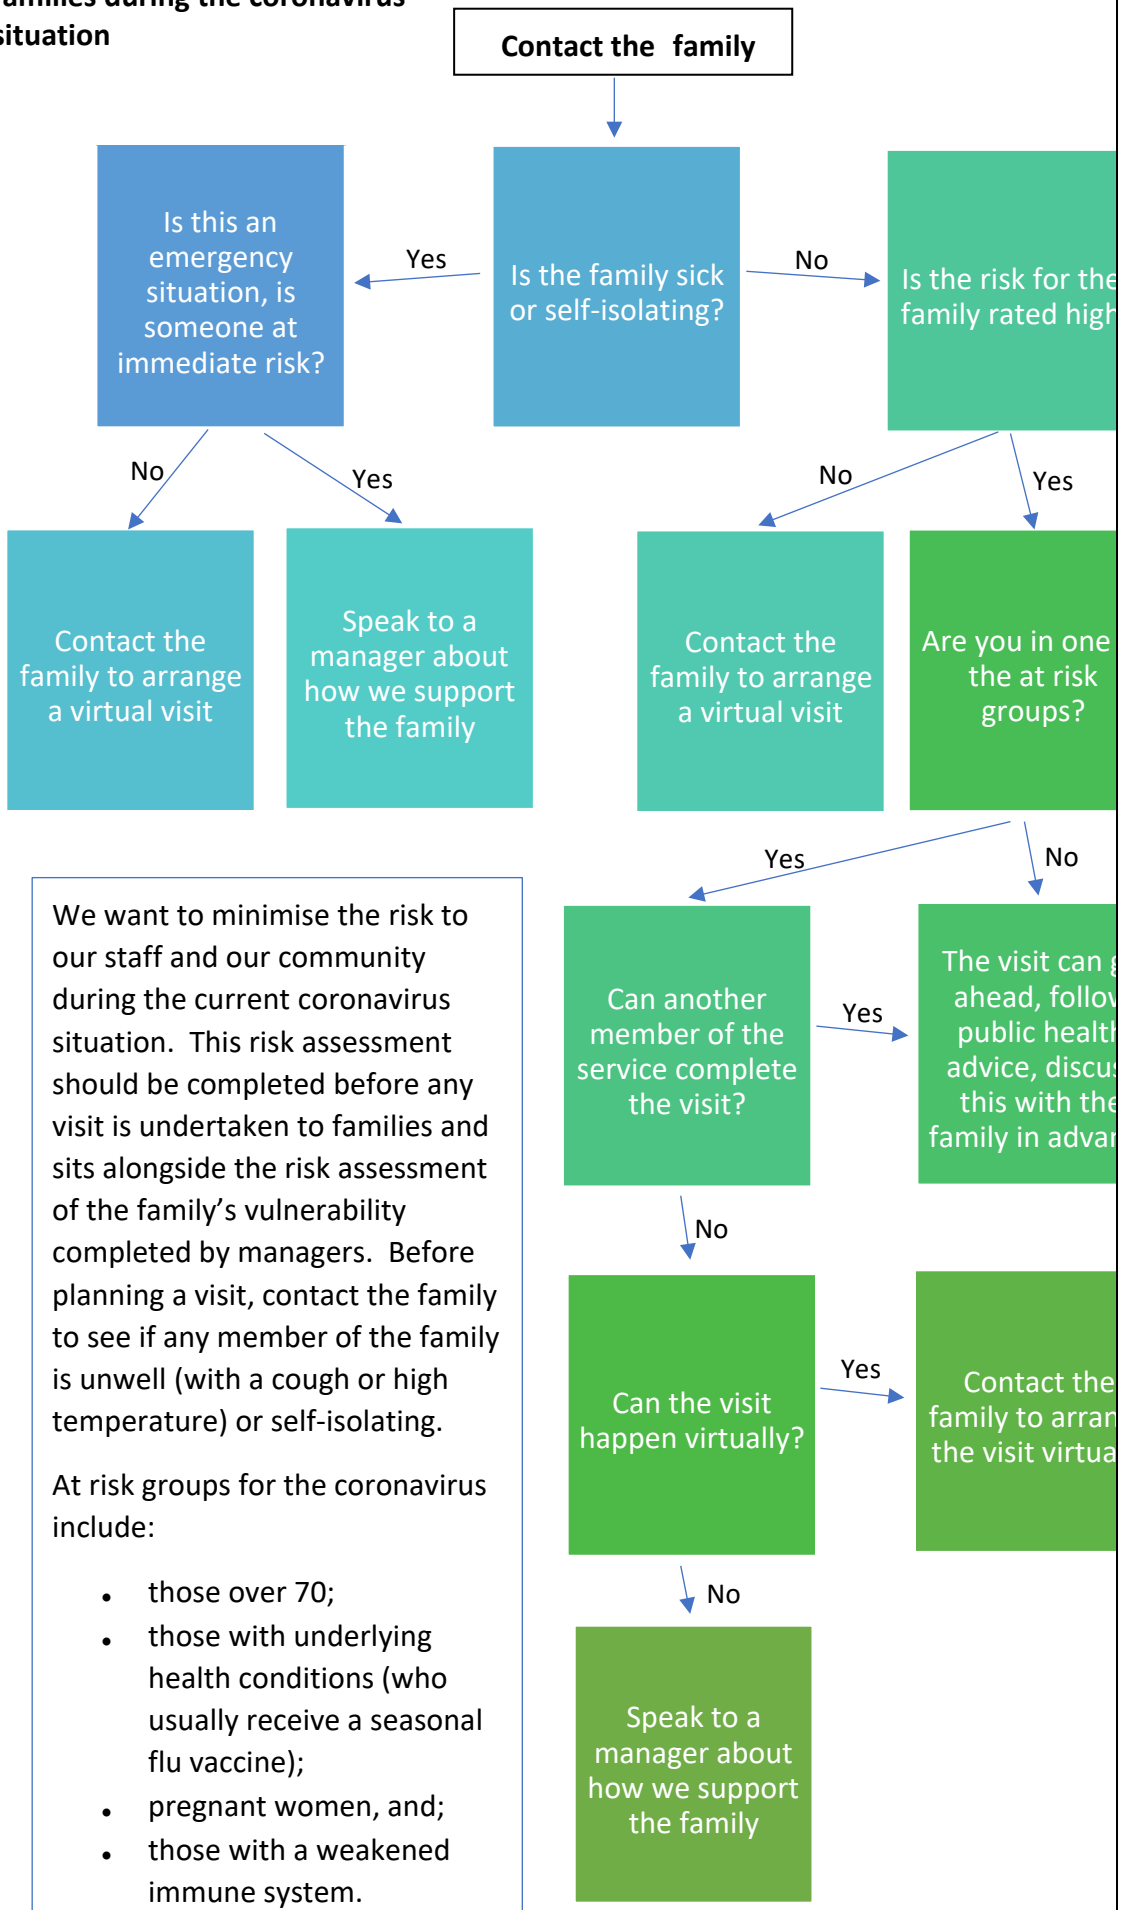 families during the coronavirus
situation
Contact the family
Is this an
emergency
situation, is
someone at
immediate risk?
Yes
Is the family sick
or self-isolating?
No
Is the risk for the
family rated high
No
Yes
No
Yes
Contact the
family to arrange
a virtual visit
Speak to a
manager about
how we support
the family
Contact the
family to arrange
a virtual visit
Are you in one
the at risk
groups?
Yes
No
We want to minimise the risk to
our staff and our community
during the current coronavirus
situation. This risk assessment
should be completed before any
visit is undertaken to families and
sits alongside the risk assessment
of the family’s vulnerability
completed by managers. Before
planning a visit, contact the family
to see if any member of the family
is unwell (with a cough or high
temperature) or self-isolating.
At risk groups for the coronavirus
include:
• those over 70;
• those with underlying
health conditions (who
usually receive a seasonal
flu vaccine);
• pregnant women, and;
• those with a weakened
immune system.
Can another
member of the
service complete
the visit?
Yes
The visit can
ahead, follow
public health
advice,
this with the
family in
No
Can the visit
happen virtually?
Yes
Contact the
family to
the visit
No
Speak to a
manager about
how we support
the family